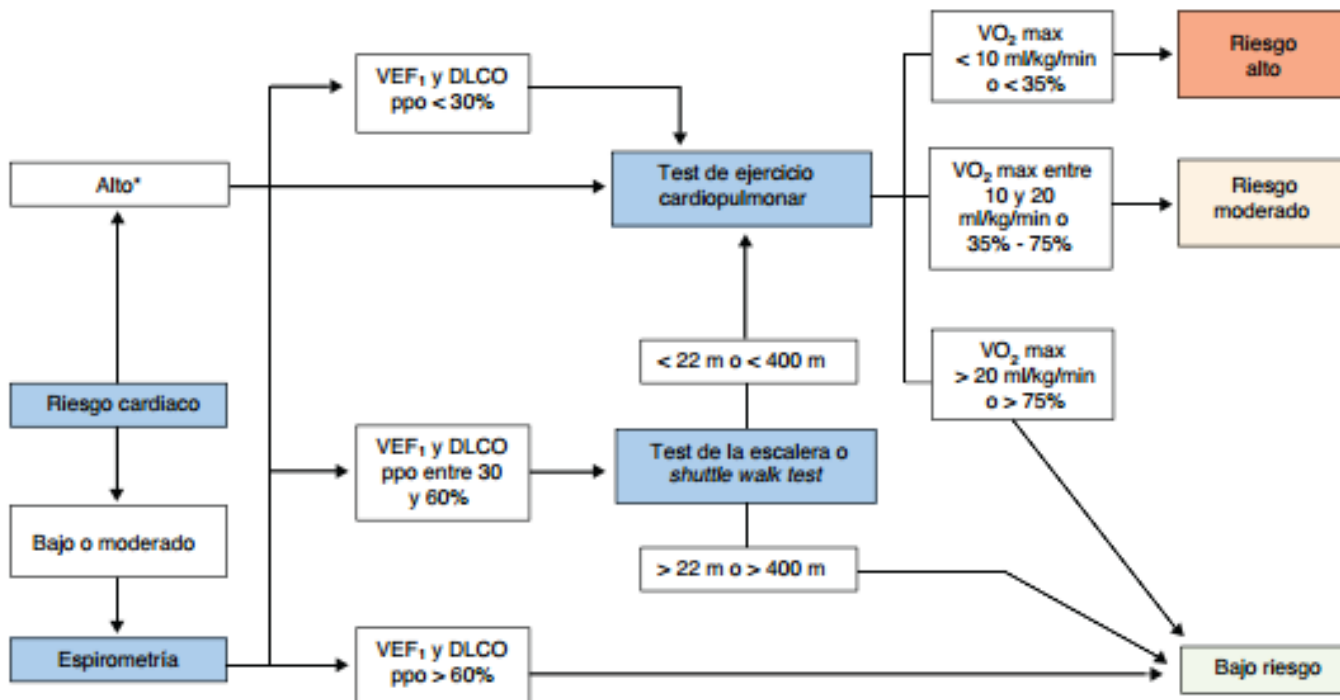 VEF₁ y DLCO
ppo < 30%
VO₂ max
< 10 ml/kg/min
o < 35%
Riesgo
alto
Alto*
Test de ejercicio
cardiopulmonar
VO₂ max entre
10 y 20
ml/kg/min o
35% - 75%
Riesgo
moderado
< 22 m o < 400 m
VO₂ max
> 20 ml/kg/min
o > 75%
Riesgo cardiaco
VEF₁ y DLCO
ppo entre 30
y 60%
Test de la escalera o
shuttle walk test
Bajo o moderado
> 22 m o > 400 m
Espirometría
VEF₁ y DLCO
ppo > 60%
Bajo riesgo